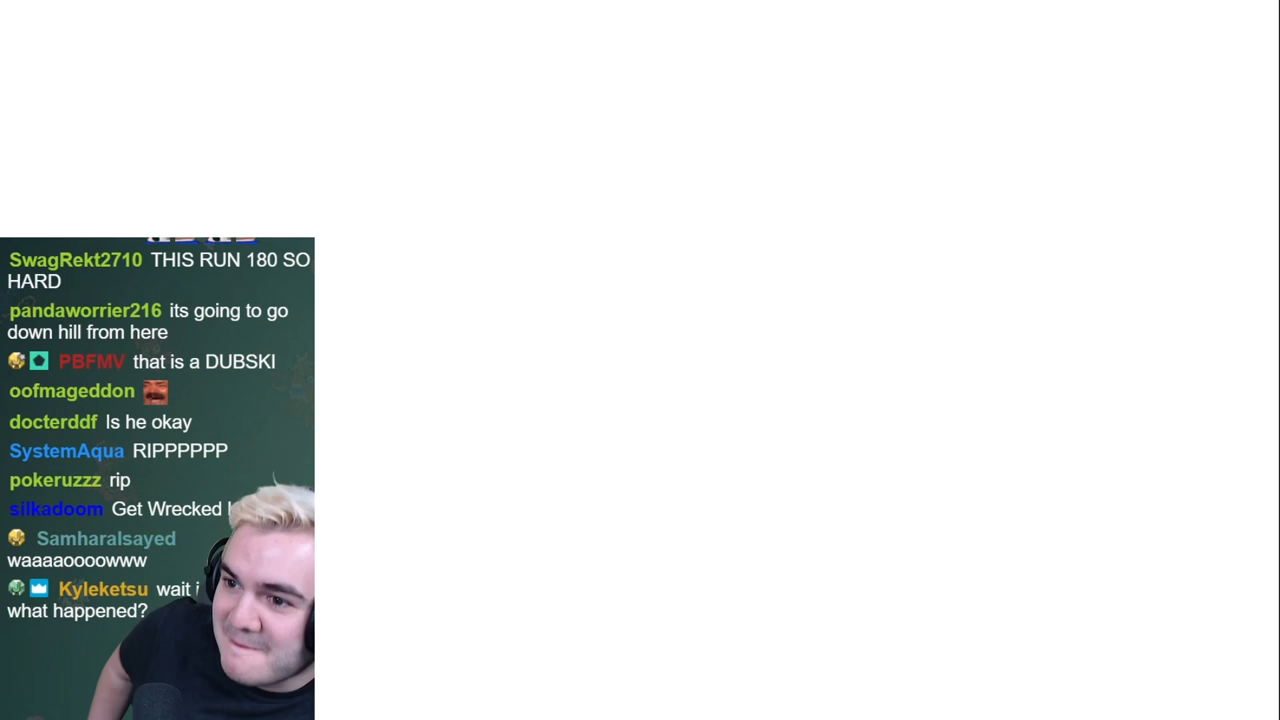 SwagRekt2710 THIS RUN 180 SO
HARD
pandaworrier216 its going to go
down hill from here
PBFMV that is a DUBSKI
oofmageddon
docterddf Is he okay
SystemAqua RIPPPPPP
pokeruzzz rip
silkadoom Get Wrecked
Samharalsayed
waaaaoooowww
Kyleketsu wait
what happened?